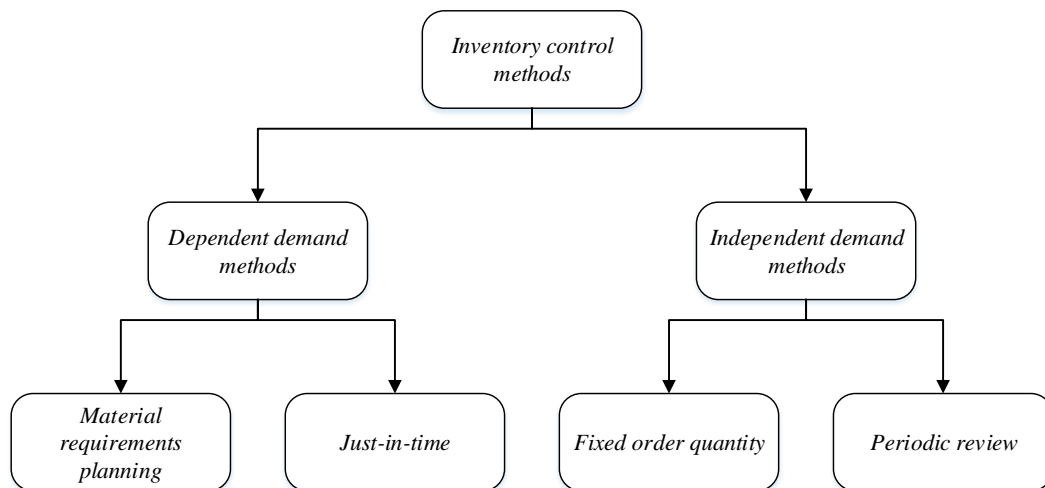 Inventory control
methods
Dependent demand
methods
Independent demand
methods
Material
requirements
planning
Just-in-time
Fixed order quantity
Periodic review